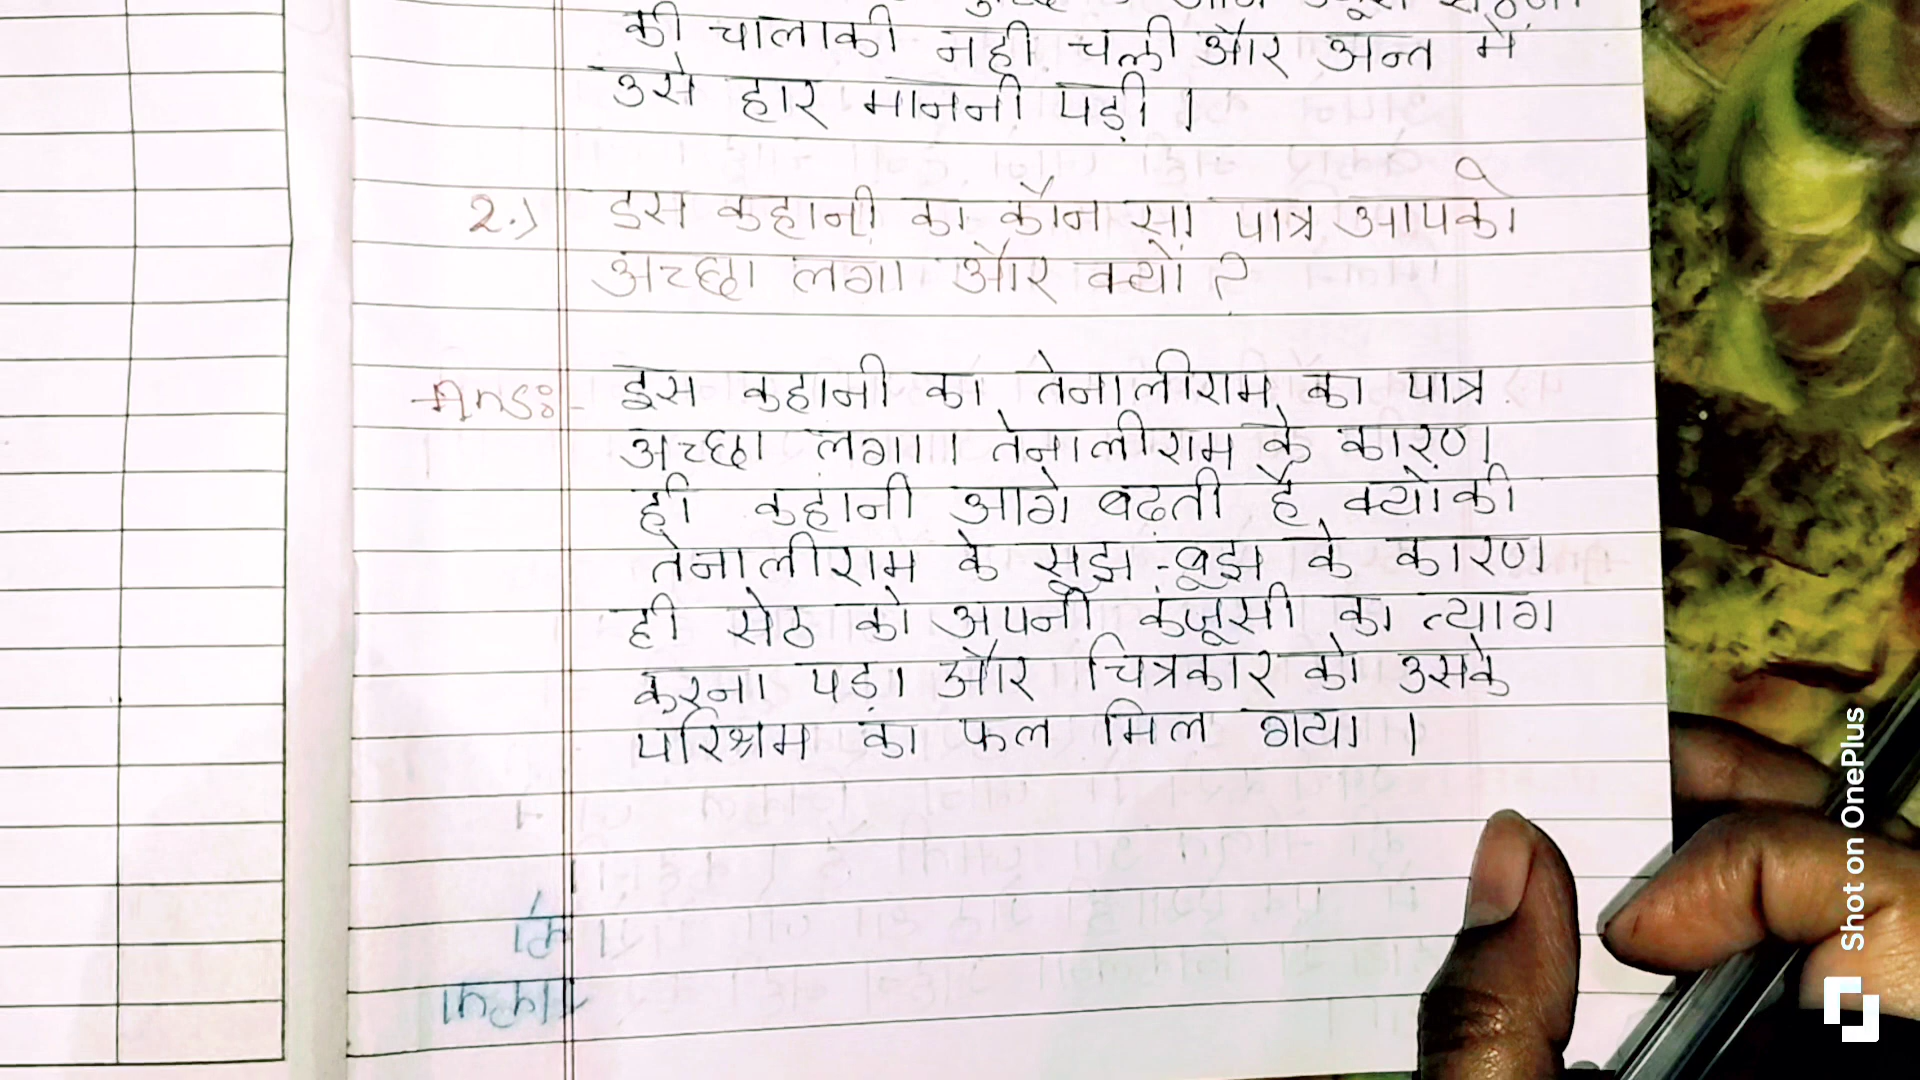 की चालाकी नही चली और अन्त में
उसे हार माननी पड़ी ।
2.) इस कहानी का कौन सा पात्र आपको
अच्छा लगा और क्यों ?
Ans:- इस कहानी का तेनालीराम का पात्र
अच्छा लगा। तेनालीराम के कारण
ही कहानी आगे बढ़ती है क्योकी
तेनालीराम के सूझ-बूझ के कारण
ही सेठ को अपनी कंजूसी का त्याग
करना पड़ा और चित्रकार को उसके
परिश्रम का फल मिल गया ।
Shot on OnePlus